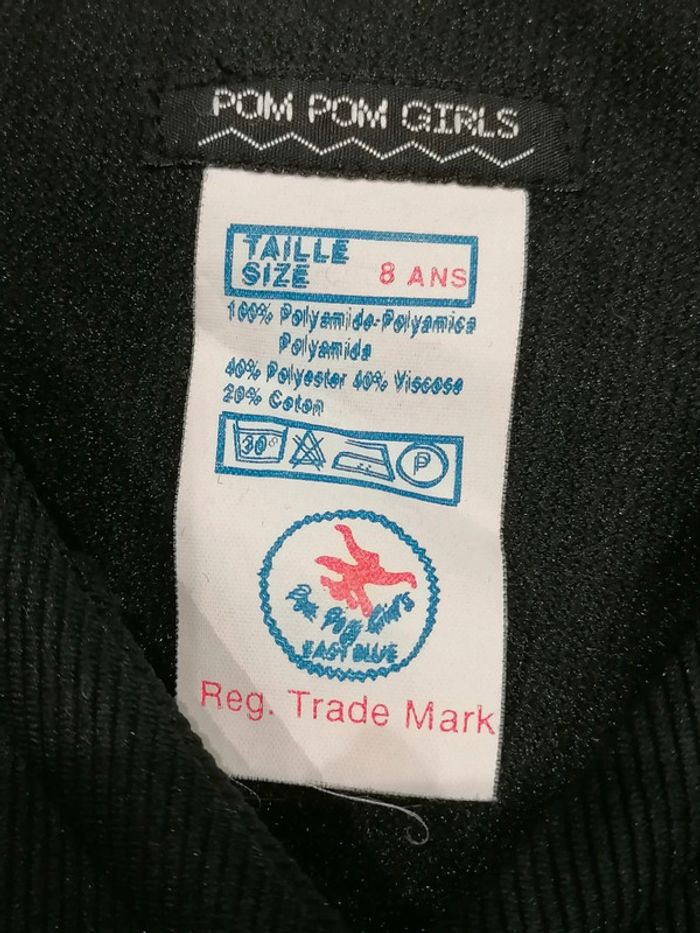 POM POM GIRLS
TAILLE
SIZE 8 ANS
100% Polyamide-Polyamica
Polyamida
40% Polyester 40% Viscose
20% Coton
30°
P
Pom Pom Girl's
EAST BLUE
Reg. Trade Mark